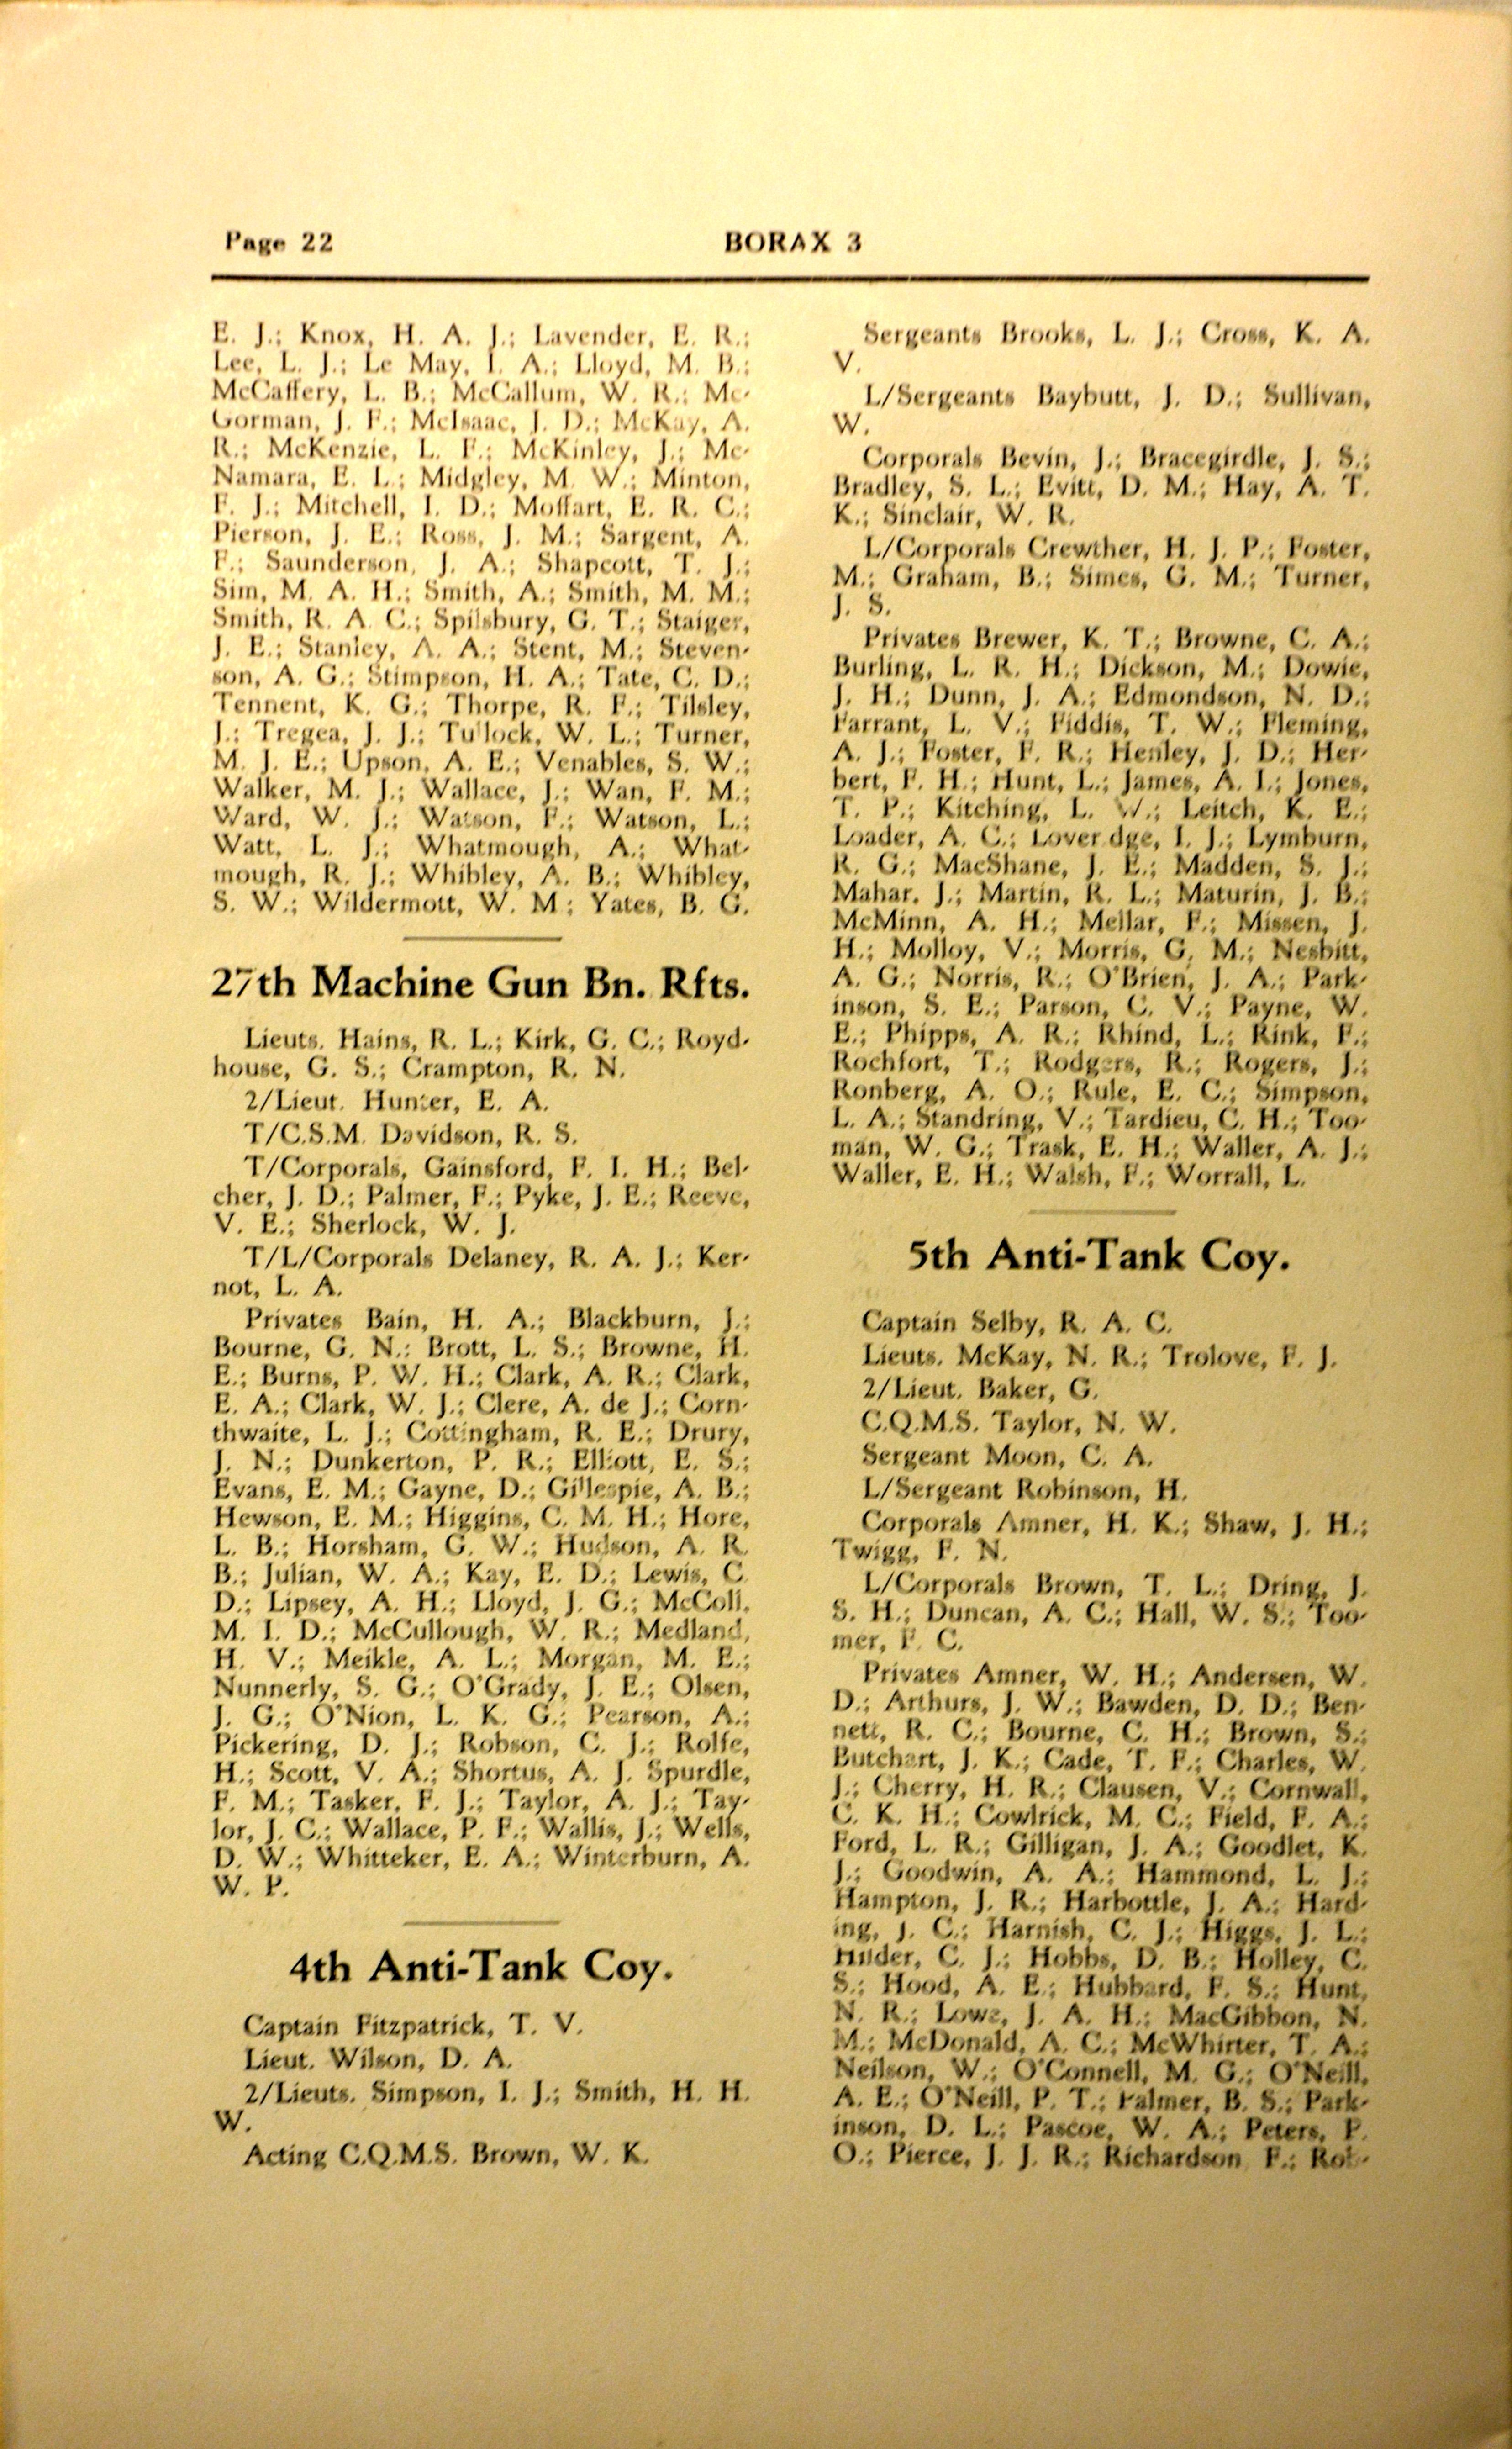 Page 22
BORAX 3
E. J.; Knox, H. A. J.; Lavender, E. R.;
Lee, L. J.; Le May, I. A.; Lloyd, M. B.;
McCaffery, L. B.; McCallum, W. R.; Mc-
Gorman, J. F.; McIsaac, J. D.; McKay, A.
R.; McKenzie, L. F.; McKinley, J.; Mc-
Namara, E. L.; Midgley, M. W.; Minton,
F. J.; Mitchell, I. D.; Moffart, E. R. C.;
Pierson, J. E.; Ross, J. M.; Sargent, A.
F.; Saunderson, J. A.; Shapcott, T. J.;
Sim, M. A. H.; Smith, A.; Smith, M. M.;
Smith, R. A. C.; Spilsbury, G. T.; Staiger,
J. E.; Stanley, A. A.; Stent, M.; Steven-
son, A. G.; Stimpson, H. A.; Tate, C. D.;
Tennent, K. G.; Thorpe, R. F.; Tilsley,
J.; Tregea, J. J.; Tullock, W. L.; Turner,
M. J. E.; Upson, A. E.; Venables, S. W.;
Walker, M. J.; Wallace, J.; Wan, F. M.;
Ward, W. J.; Watson, F.; Watson, L.;
Watt, L. J.; Whatmough, A.; What-
mough, R. J.; Whibley, A. B.; Whibley,
S. W.; Wildermott, W. M ; Yates, B. G.
27th Machine Gun Bn. Rfts.
Lieuts. Hains, R. L.; Kirk, G. C.; Royd-
house, G. S.; Crampton, R. N.
2/Lieut. Hunter, E. A.
T/C.S.M. Davidson, R. S.
T/Corporals, Gainsford, F. I. H.; Bel-
cher, J. D.; Palmer, F.; Pyke, J. E.; Reeve,
V. E.; Sherlock, W. J.
T/L/Corporals Delaney, R. A. J.; Ker-
not, L. A.
Privates Bain, H. A.; Blackburn, J.;
Bourne, G. N.; Brott, L. S.; Browne, H.
E.; Burns, P. W. H.; Clark, A. R.; Clark,
E. A.; Clark, W. J.; Clere, A. de J.; Corn-
thwaite, L. J.; Cottingham, R. E.; Drury,
J. N.; Dunkerton, P. R.; Elliott, E. S.;
Evans, E. M.; Gayne, D.; Gillespie, A. B.;
Hewson, E. M.; Higgins, C. M. H.; Hore,
L. B.; Horsham, G. W.; Hudson, A. R.
B.; Julian, W. A.; Kay, E. D.; Lewis, C.
D.; Lipsey, A. H.; Lloyd, J. G.; McColl,
M. I. D.; McCullough, W. R.; Medland,
H. V.; Meikle, A. L.; Morgan, M. E.;
Nunnerly, S. G.; O'Grady, J. E.; Olsen,
J. G.; O'Nion, L. K. G.; Pearson, A.;
Pickering, D. J.; Robson, C. J.; Rolfe,
H.; Scott, V. A.; Shortus, A. J. Spurdle,
F. M.; Tasker, F. J.; Taylor, A. J.; Tay-
lor, J. C.; Wallace, P. F.; Wallis, J.; Wells,
D. W.; Whitteker, E. A.; Winterburn, A.
W. P.
4th Anti-Tank Coy.
Captain Fitzpatrick, T. V.
Lieut. Wilson, D. A.
2/Lieuts. Simpson, I. J.; Smith, H. H.
W.
Acting C.Q.M.S. Brown, W. K.
Sergeants Brooks, L. J.; Cross, K. A.
V.
L/Sergeants Baybutt, J. D.; Sullivan,
W.
Corporals Bevin, J.; Bracegirdle, J. S.;
Bradley, S. L.; Evitt, D. M.; Hay, A. T.
K.; Sinclair, W. R.
L/Corporals Crewther, H. J. P.; Foster,
M.; Graham, B.; Simes, G. M.; Turner,
J. S.
Privates Brewer, K. T.; Browne, C. A.;
Burling, L. R. H.; Dickson, M.; Dowie,
J. H.; Dunn, J. A.; Edmondson, N. D.;
Farrant, L. V.; Fiddis, T. W.; Fleming,
A. J.; Foster, F. R.; Henley, J. D.; Her-
bert, F. H.; Hunt, L.; James, A. I.; Jones,
T. P.; Kitching, L. W.; Leitch, K. E.;
Loader, A. C.; Lover dge, I. J.; Lymburn,
R. G.; MacShane, J. E.; Madden, S. J.;
Mahar. J.; Martin, R. L.; Maturin, J. B.;
McMinn, A. H.; Mellar, F.; Missen, J.
H.; Molloy, V.; Morris, G. M.; Nesbitt,
A. G.; Norris, R.; O'Brien, J. A.; Park-
inson, S. E.; Parson, C. V.; Payne, W.
E.; Phipps, A. R.; Rhind, L.; Rink, F.;
Rochfort, T.; Rodgers, R.; Rogers, J.;
Ronberg, A. O.; Rule, E. C.; Simpson,
L. A.; Standring, V.; Tardieu, C. H.; Too-
man, W. G.; Trask, E. H.; Waller, A. J.;
Waller, E. H.; Walsh, F.; Worrall, L.
5th Anti-Tank Coy.
Captain Selby, R. A. C.
Lieuts. McKay, N. R.; Trolove, F. J.
2/Lieut. Baker, G.
C.Q.M.S. Taylor, N. W.
Sergeant Moon, C. A.
L/Sergeant Robinson, H.
Corporals Amner, H. K.; Shaw, J. H.;
Twigg, F. N.
L/Corporals Brown, T. L.; Dring, J.
S. H.; Duncan, A. C.; Hall, W. S.; Too-
mer, F. C.
Privates Amner, W. H.; Andersen, W.
D.; Arthurs, J. W.; Bawden, D. D.; Ben-
nett, R. C.; Bourne, C. H.; Brown, S.;
Butchart, J. K.; Cade, T. F.; Charles, W.
J.; Cherry, H. R.; Clausen, V.; Cornwall,
C. K. H.; Cowlrick, M. C.; Field, F. A.;
Ford, L. R.; Gilligan, J. A.; Goodlet, K.
J.; Goodwin, A. A.; Hammond, L. J.;
Hampton, J. R.; Harbottle, J. A.; Hard-
ing, J. C.; Harnish, C. J.; Higgs, J. L.;
Hilder, C. J.; Hobbs, D. B.; Holley, C.
S.; Hood, A. E.; Hubbard, F. S.; Hunt,
N. R.; Lowe, J. A. H.; MacGibbon, N.
M.; McDonald, A. C.; McWhirter, T. A.;
Neilson, W.; O'Connell, M. G.; O'Neill,
A. E.; O'Neill, P. T.; Palmer, B. S.; Park-
inson, D. L.; Pascoe, W. A.; Peters, P.
O.; Pierce, J. J. R.; Richardson F.; Rob-